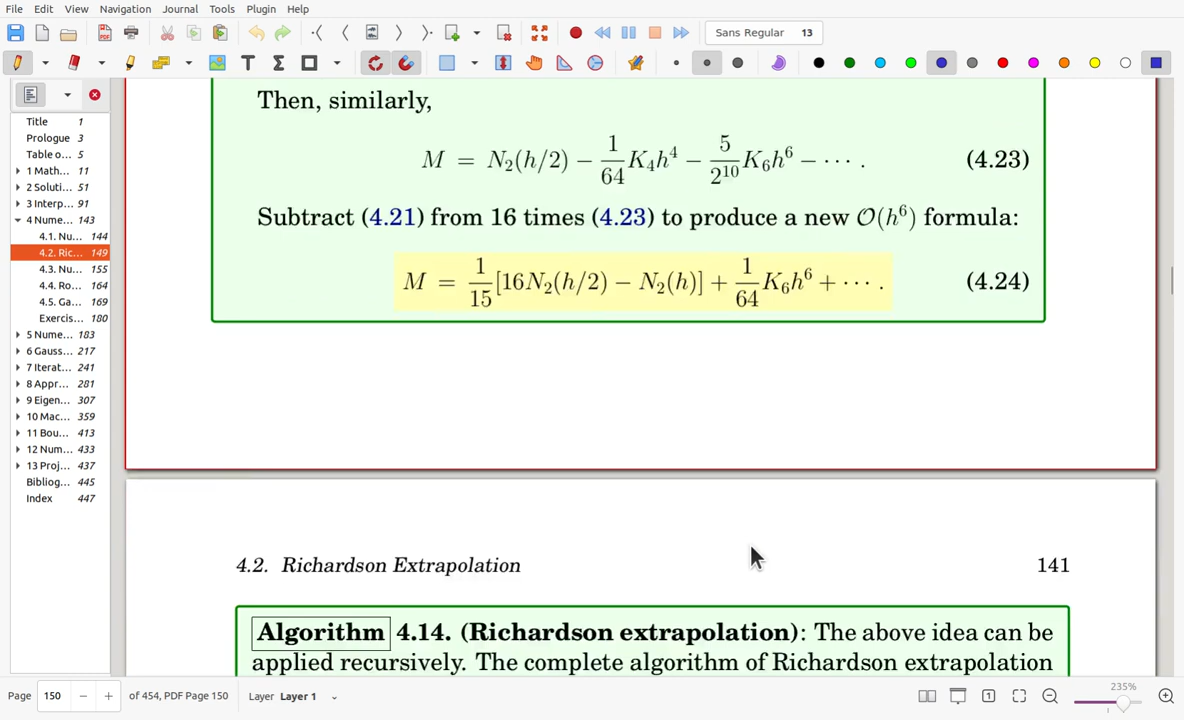 File Edit View Navigation Journal Tools Plugin Help
Sans Regular 13
Title 1
Prologue 3
Table o... 5
1 Math... 11
2 Soluti... 51
3 Interp... 91
4 Nume... 143
4.1. Nu... 144
4.2. Ric... 149
4.3. Nu... 155
4.4. Ro... 164
4.5. Ga... 169
Exercis... 180
5 Nume... 183
6 Gauss... 217
7 Iterat... 241
8 Appr... 281
9 Eigen... 307
10 Mac... 359
11 Bou... 413
12 Num... 433
13 Proj... 437
Bibliog... 445
Index 447
Then, similarly,
M = N₂(h/2) − 1/64 K₄h⁴ − 5/2¹⁰ K₆h⁶ − ⋯ . (4.23)
Subtract (4.21) from 16 times (4.23) to produce a new 𝒪(h⁶) formula:
M = 1/15 [16N₂(h/2) − N₂(h)] + 1/64 K₆h⁶ + ⋯ . (4.24)
4.2. Richardson Extrapolation 141
Algorithm 4.14. (Richardson extrapolation): The above idea can be
applied recursively. The complete algorithm of Richardson extrapolation
Page 150 − + of 454, PDF Page 150 Layer Layer 1 235%